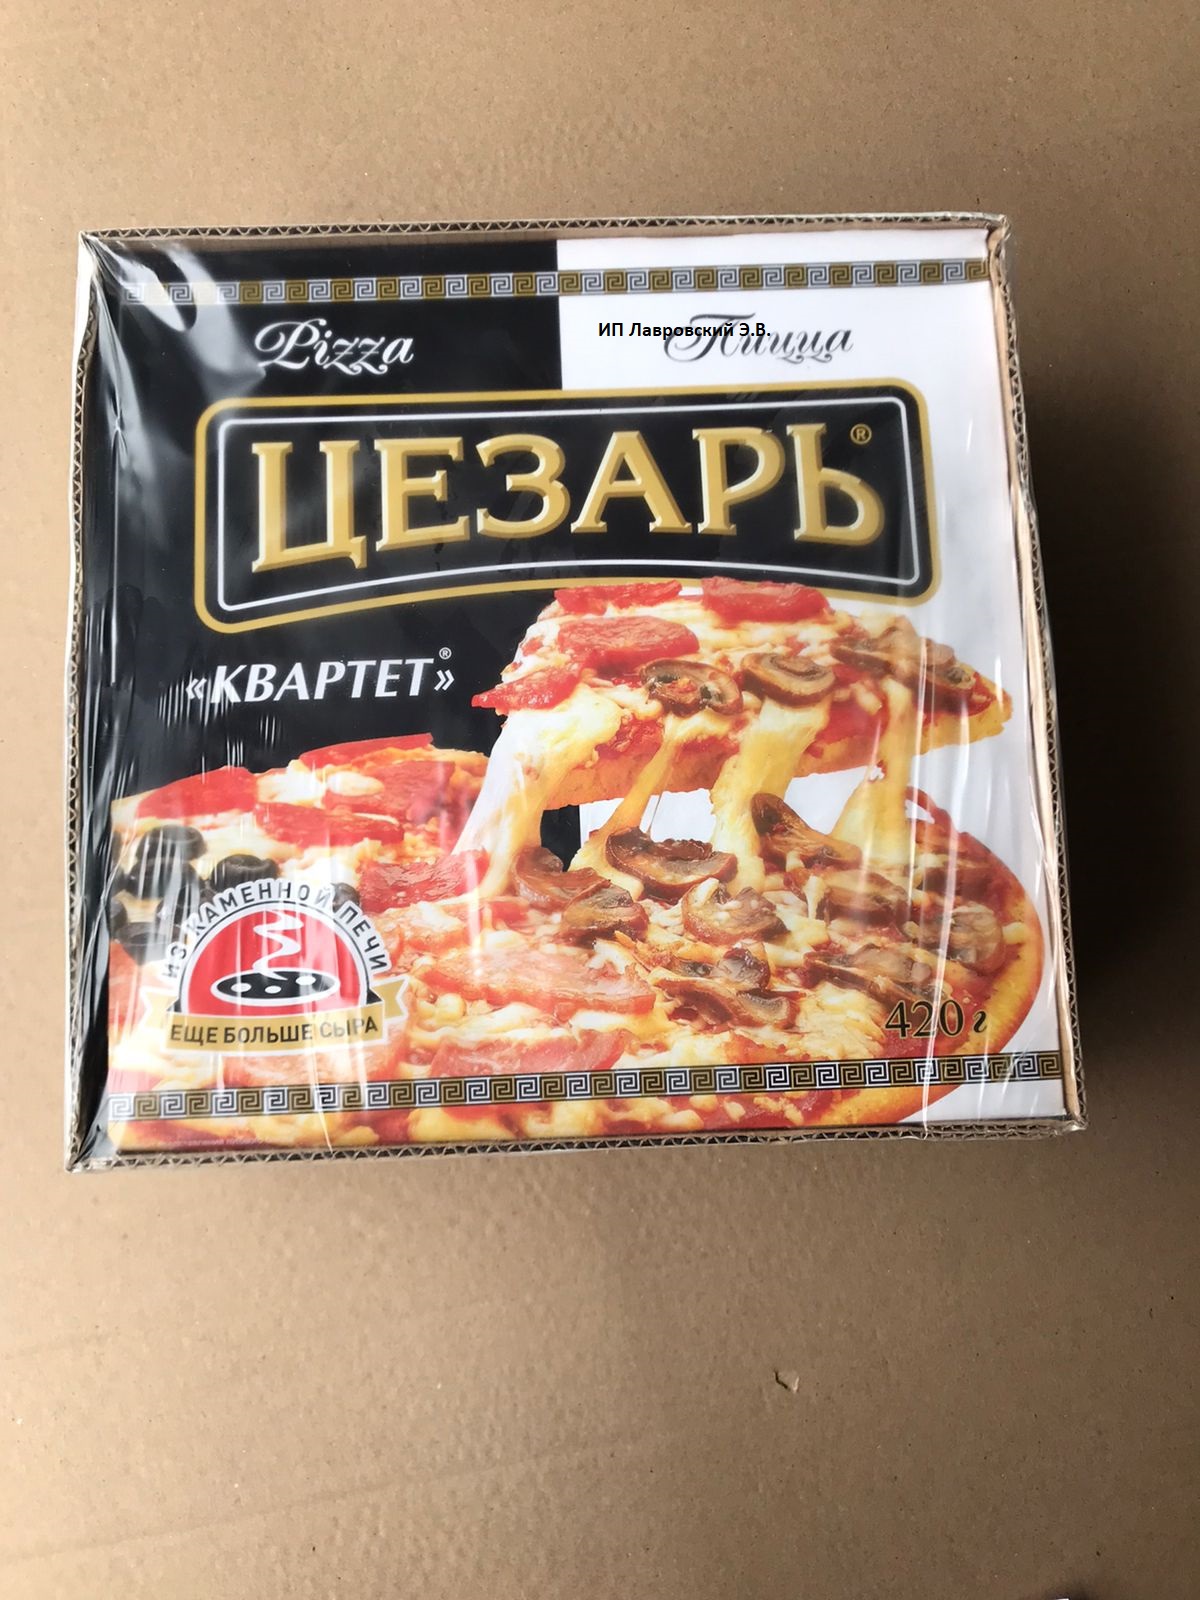 Pizza
ИП Лавровский Э.В.
Пицца
ЦЕЗАРЬ®
«КВАРТЕТ®»
ИЗ КАМЕННОЙ ПЕЧИ
ЕЩЕ БОЛЬШЕ СЫРА
420 г